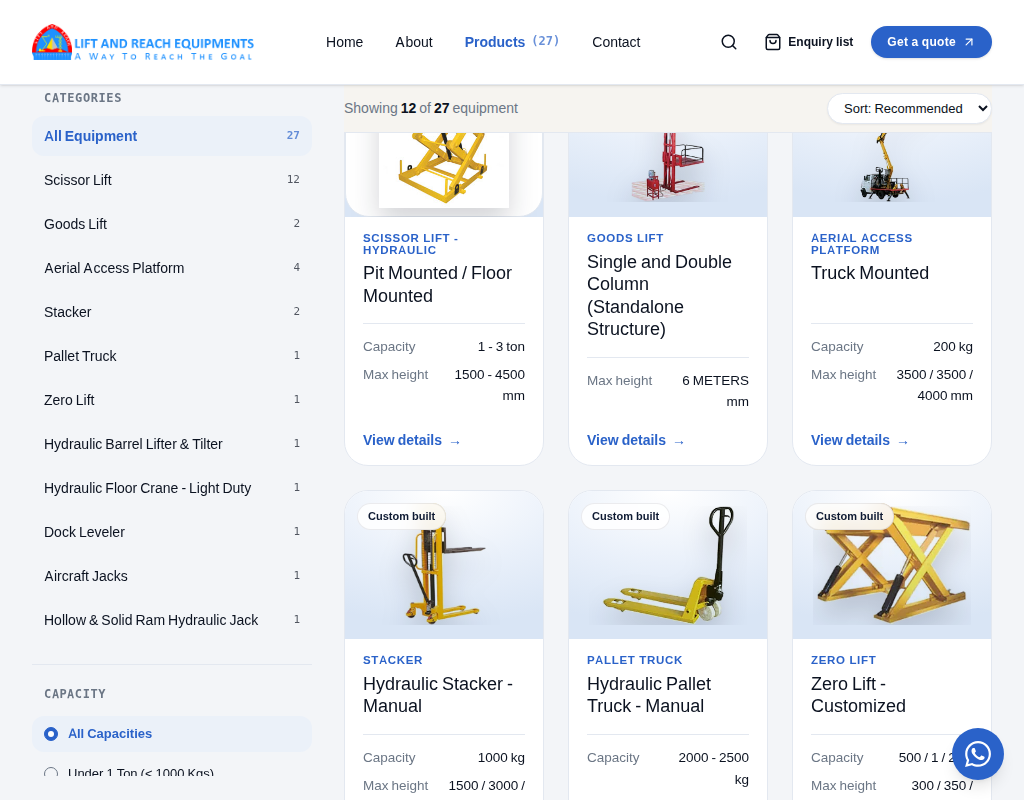 LIFT AND REACH EQUIPMENTS
A WAY TO REACH THE GOAL
Home
About
Products (27)
Contact
Enquiry list
Get a quote
CATEGORIES
All Equipment 27
Scissor Lift 12
Goods Lift 2
Aerial Access Platform 4
Stacker 2
Pallet Truck 1
Zero Lift 1
Hydraulic Barrel Lifter & Tilter 1
Hydraulic Floor Crane - Light Duty 1
Dock Leveler 1
Aircraft Jacks 1
Hollow & Solid Ram Hydraulic Jack 1
CAPACITY
All Capacities
Under 1 Ton (< 1000 Kgs)
Showing 12 of 27 equipment
Sort: Recommended
SCISSOR LIFT -
HYDRAULIC
Pit Mounted / Floor
Mounted
Capacity 1 - 3 ton
Max height 1500 - 4500
mm
View details →
GOODS LIFT
Single and Double
Column
(Standalone
Structure)
Max height 6 METERS
mm
View details →
AERIAL ACCESS
PLATFORM
Truck Mounted
Capacity 200 kg
Max height 3500 / 3500 /
4000 mm
View details →
Custom built
STACKER
Hydraulic Stacker -
Manual
Capacity 1000 kg
Max height 1500 / 3000 /
Custom built
PALLET TRUCK
Hydraulic Pallet
Truck - Manual
Capacity 2000 - 2500
kg
Custom built
ZERO LIFT
Zero Lift -
Customized
Capacity 500 / 1 /
Max height 300 / 350 /